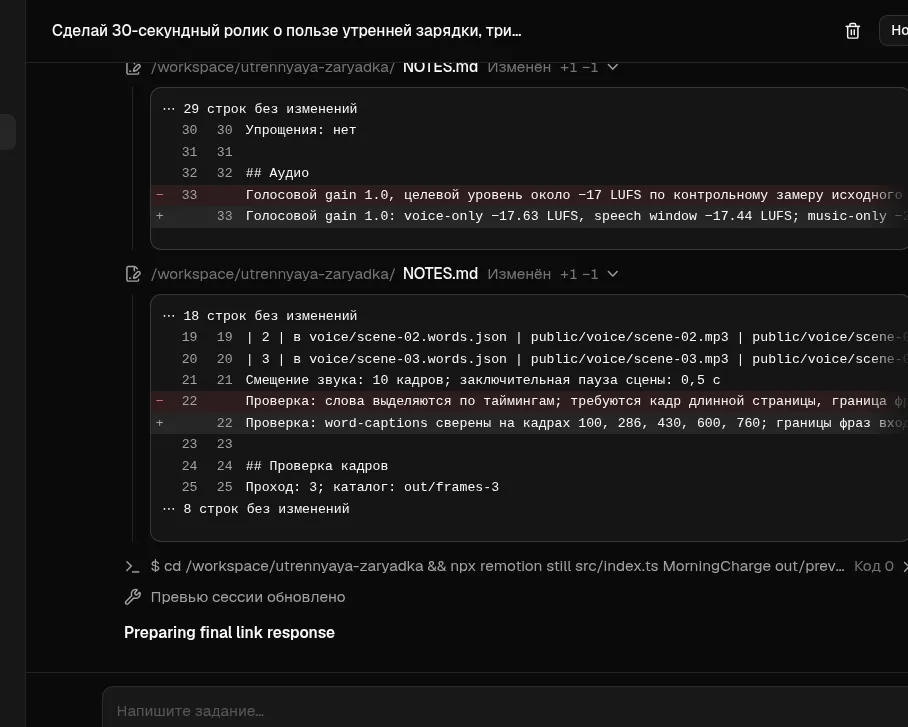 Сделай 30-секундный ролик о пользе утренней зарядки, три…
Но
/workspace/utrennyaya-zaryadka/ NOTES.md Изменён +1 −1
⋯ 29 строк без изменений
30 30 Упрощения: нет
31 31
32 32 ## Аудио
− 33 Голосовой gain 1.0, целевой уровень около −17 LUFS по контрольному замеру исходного
+ 33 Голосовой gain 1.0: voice-only −17.63 LUFS, speech window −17.44 LUFS; music-only
/workspace/utrennyaya-zaryadka/ NOTES.md Изменён +1 −1
⋯ 18 строк без изменений
19 19 | 2 | в voice/scene-02.words.json | public/voice/scene-02.mp3 | public/voice/scene-
20 20 | 3 | в voice/scene-03.words.json | public/voice/scene-03.mp3 | public/voice/scene-
21 21 Смещение звука: 10 кадров; заключительная пауза сцены: 0,5 с
− 22 Проверка: слова выделяются по таймингам; требуются кадр длинной страницы, граница
+ 22 Проверка: word-captions сверены на кадрах 100, 286, 430, 600, 760; границы фраз
23 23
24 24 ## Проверка кадров
25 25 Проход: 3; каталог: out/frames-3
⋯ 8 строк без изменений
$ cd /workspace/utrennyaya-zaryadka && npx remotion still src/index.ts MorningCharge out/prev… Код 0
Превью сессии обновлено
Preparing final link response
Напишите задание…